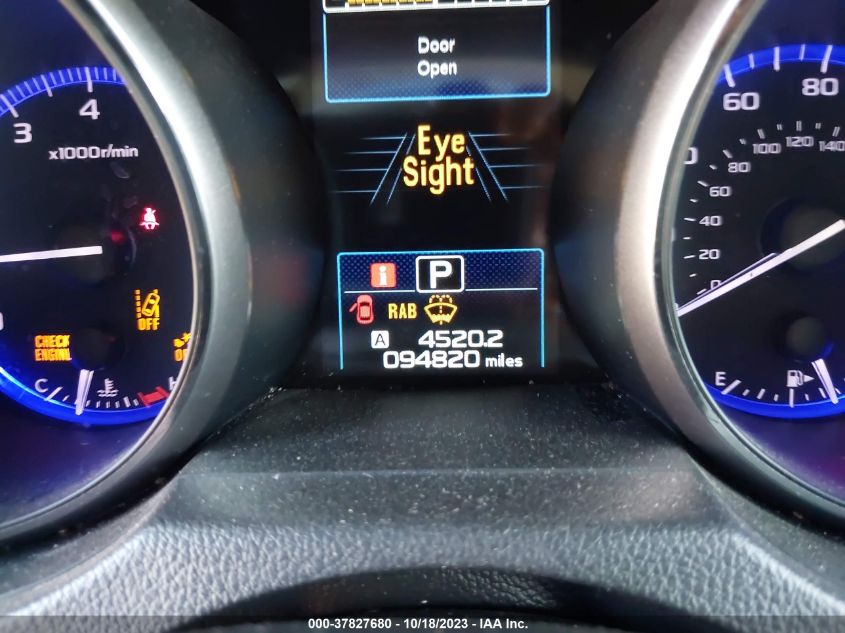 Door
Open
Eye
Sight
3
4
x1000r/min
60
80
80
100
120
140
60
40
20
0
i
P
OFF
RAB
CHECK
ENGINE
A
4520.2
094820 miles
C
H
E
000-37827680 - 10/18/2023 - IAA Inc.